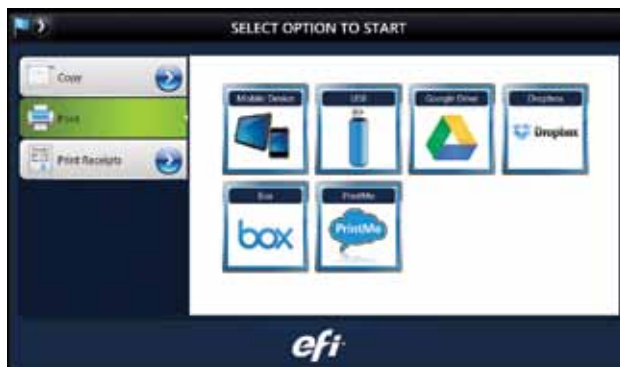 SELECT OPTION TO START
Copy
Print
Print Receipts
Mobile Device
USB
Google Drive
Dropbox
Dropbox
Box
PrintMe
box
PrintMe
efi